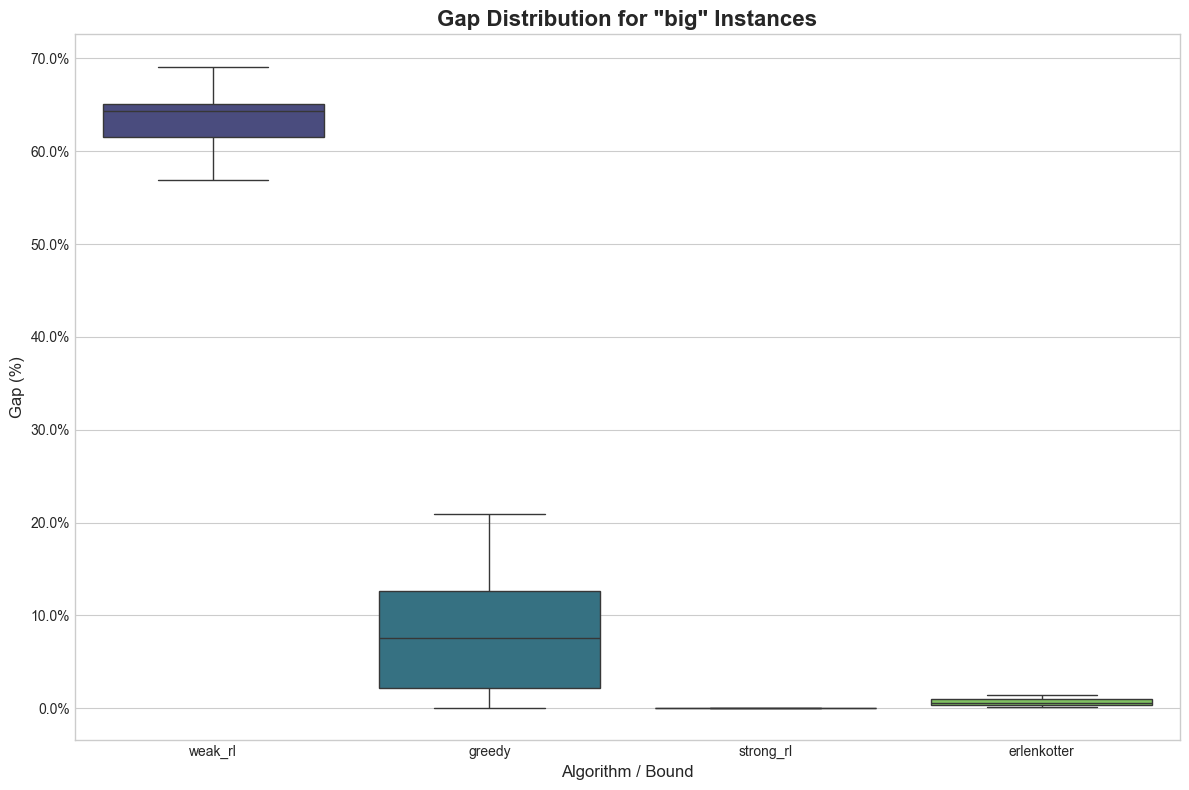 Gap Distribution for "big" Instances
Gap (%)
70.0%
60.0%
50.0%
40.0%
30.0%
20.0%
10.0%
0.0%
weak_rl greedy strong_rl erlenkotter
Algorithm / Bound